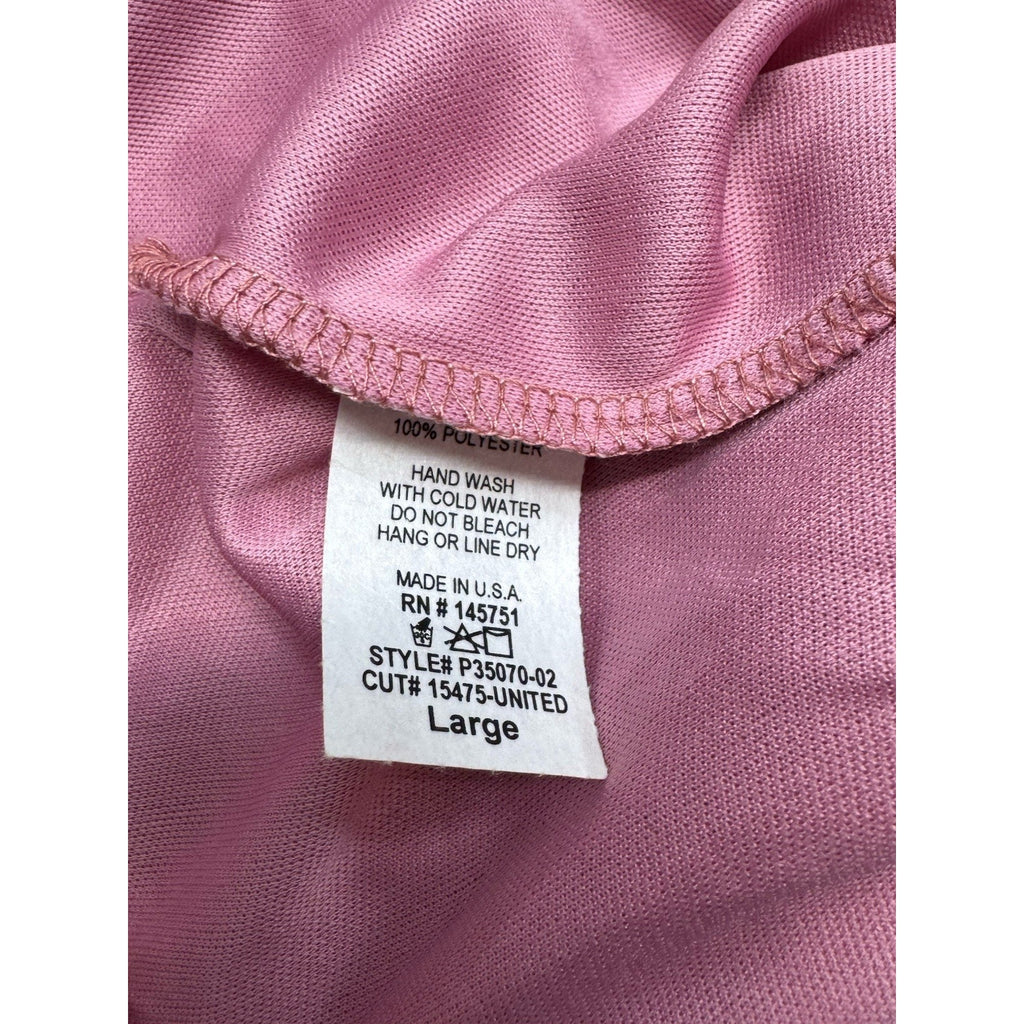 100% POLYESTER
HAND WASH
WITH COLD WATER
DO NOT BLEACH
HANG OR LINE DRY
MADE IN U.S.A.
RN # 145751
STYLE# P35070-02
CUT# 15475-UNITED
Large